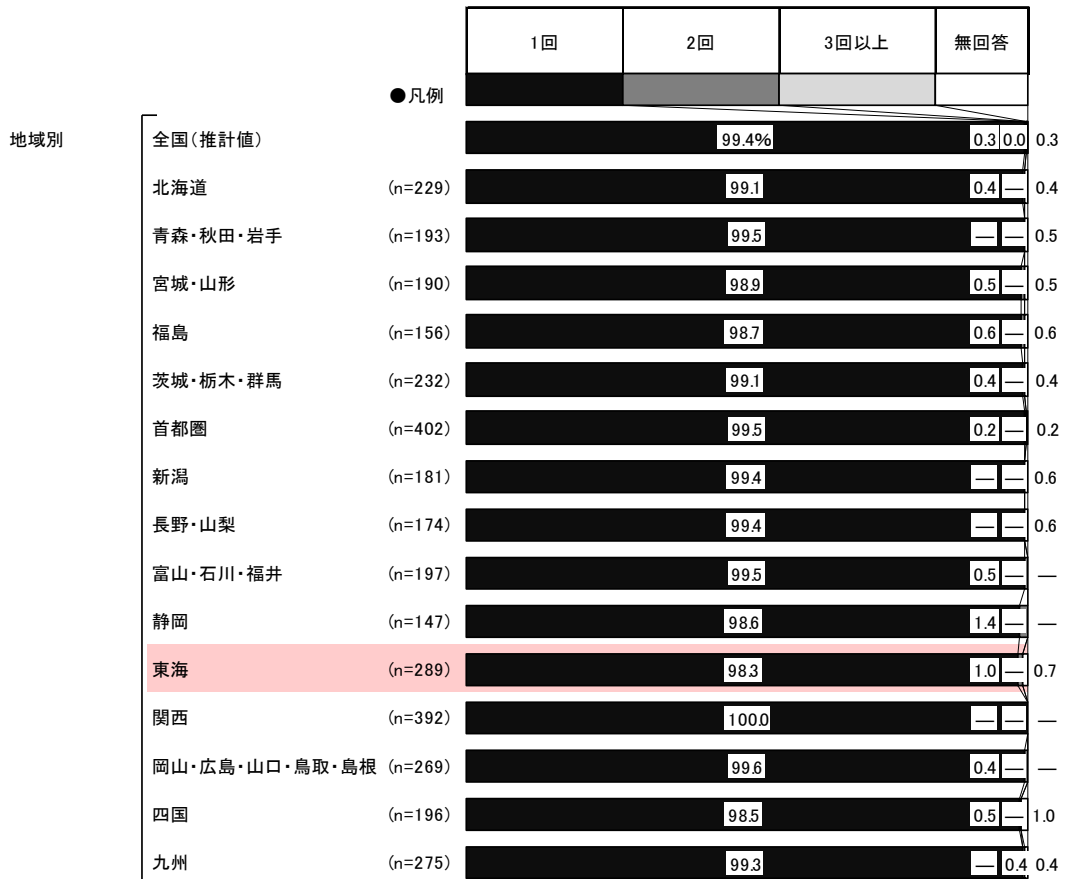 1回 2回 3回以上 無回答
●凡例
地域別 全国(推計値) 99.4% 0.3 0.0 0.3
北海道 (n=229) 99.1 0.4 — 0.4
青森・秋田・岩手 (n=193) 99.5 — — 0.5
宮城・山形 (n=190) 98.9 0.5 — 0.5
福島 (n=156) 98.7 0.6 — 0.6
茨城・栃木・群馬 (n=232) 99.1 0.4 — 0.4
首都圏 (n=402) 99.5 0.2 — 0.2
新潟 (n=181) 99.4 — — 0.6
長野・山梨 (n=174) 99.4 — — 0.6
富山・石川・福井 (n=197) 99.5 0.5 — —
静岡 (n=147) 98.6 1.4 — —
東海 (n=289) 98.3 1.0 — 0.7
関西 (n=392) 100.0 — — —
岡山・広島・山口・鳥取・島根 (n=269) 99.6 0.4 — —
四国 (n=196) 98.5 0.5 — 1.0
九州 (n=275) 99.3 — 0.4 0.4